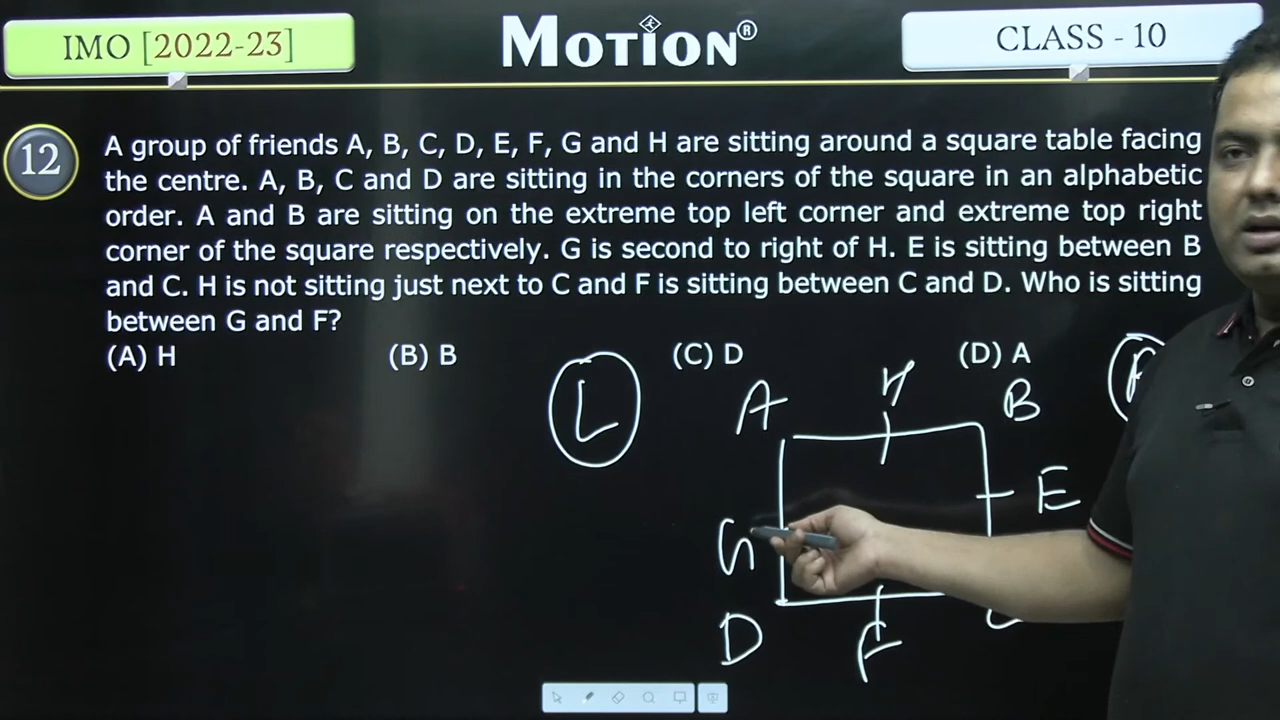 IMO [2022-23]
MOTION®
CLASS - 10
12
A group of friends A, B, C, D, E, F, G and H are sitting around a square table facing
the centre. A, B, C and D are sitting in the corners of the square in an alphabetic
order. A and B are sitting on the extreme top left corner and extreme top right
corner of the square respectively. G is second to right of H. E is sitting between B
and C. H is not sitting just next to C and F is sitting between C and D. Who is sitting
between G and F?
(A) H (B) B (C) D (D) A
L
A H B
G E
D F